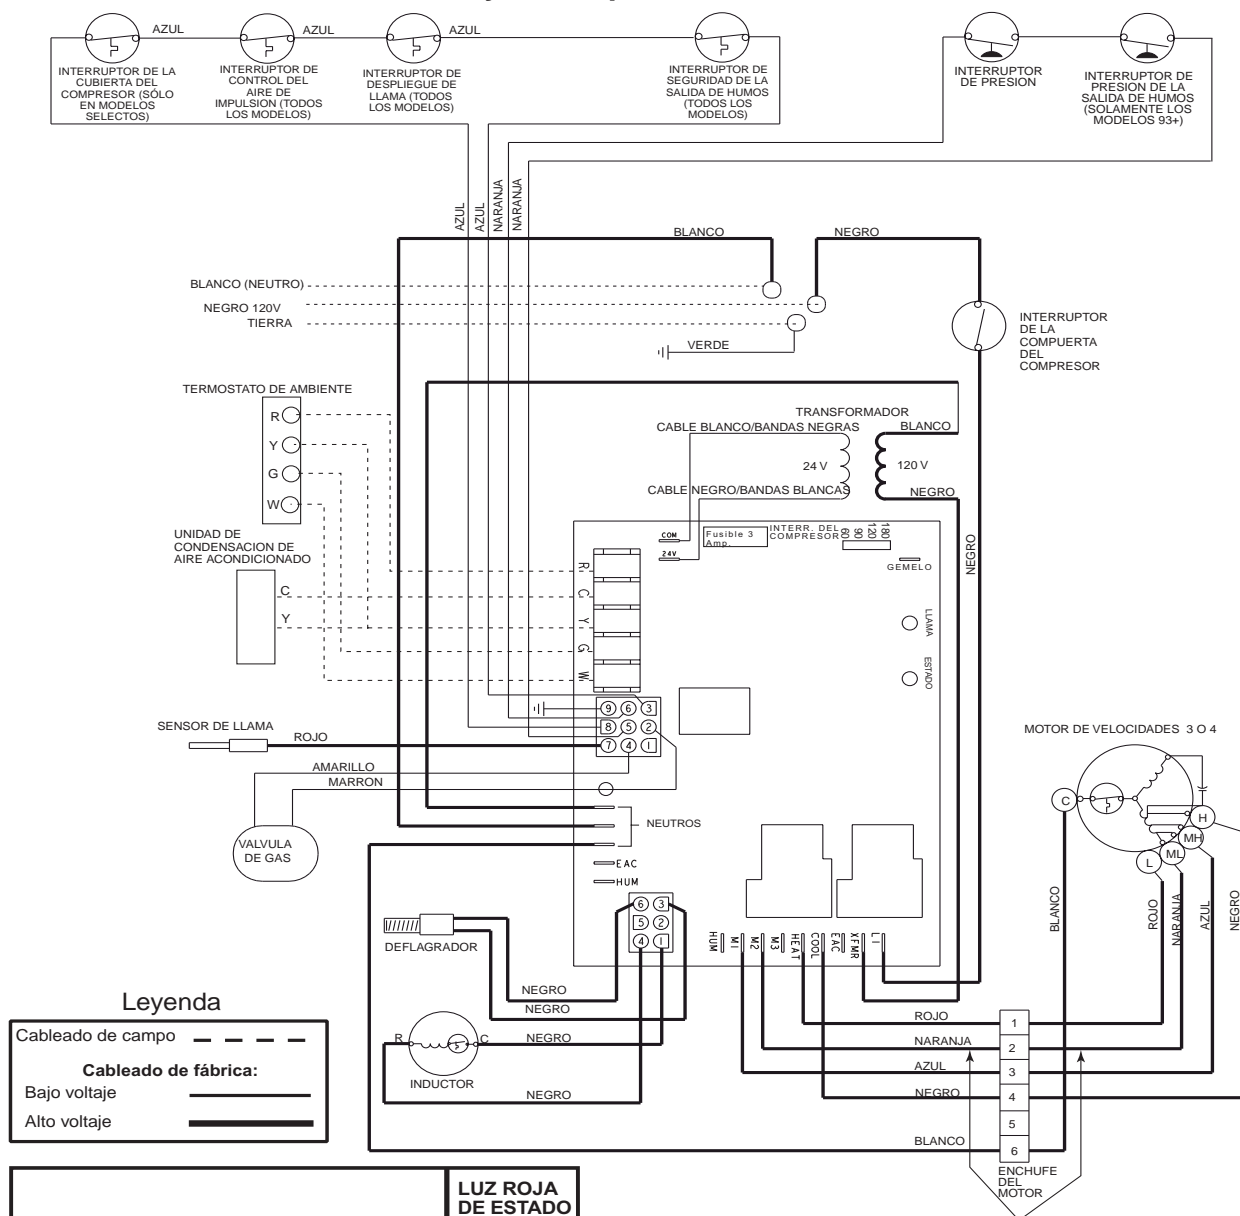 AZUL
AZUL
AZUL
INTERRUPTOR DE LA
CUBIERTA DEL
COMPRESOR (SÓLO
EN MODELOS
SELECTOS)
INTERRUPTOR DE
CONTROL DEL
AIRE DE
IMPULSION (TODOS
LOS MODELOS)
INTERRUPTOR DE
DESPLIEGUE DE
LLAMA (TODOS
LOS MODELOS)
INTERRUPTOR DE
SEGURIDAD DE LA
SALIDA DE HUMOS
(TODOS LOS
MODELOS)
INTERRUPTOR
DE PRESION
INTERRUPTOR DE
PRESION DE LA
SALIDA DE HUMOS
(SOLAMENTE LOS
MODELOS 93+)
AZUL
AZUL
NARANJA
NARANJA
BLANCO
NEGRO
BLANCO (NEUTRO)
NEGRO 120V
TIERRA
VERDE
INTERRUPTOR
DE LA
COMPUERTA
DEL
COMPRESOR
TERMOSTATO DE AMBIENTE
R
Y
G
W
TRANSFORMADOR
CABLE BLANCO/BANDAS NEGRAS
BLANCO
24 V
120 V
CABLE NEGRO/BANDAS BLANCAS
NEGRO
NEGRO
UNIDAD DE
CONDENSACION DE
AIRE ACONDICIONADO
C
Y
COM
24V
Fusible 3
Amp.
INTERR. DEL
COMPRESOR
60
90
120
180
GEMELO
R
C
Y
G
W
LLAMA
ESTADO
9 6 3
8 5 2
7 4 1
SENSOR DE LLAMA
ROJO
AMARILLO
MARRON
VALVULA
DE GAS
NEUTROS
EAC
HUM
MOTOR DE VELOCIDADES 3 O 4
C
H
MH
ML
L
BLANCO
ROJO
NARANJA
AZUL
NEGRO
6 3
5 2
4 1
DEFLAGRADOR
HUM
M1
M2
M3
HEAT
COOL
EAC
XFMR
L1
NEGRO
NEGRO
NEGRO
NEGRO
R
C
INDUCTOR
ROJO
NARANJA
AZUL
NEGRO
BLANCO
1
2
3
4
5
6
ENCHUFE
DEL
MOTOR
Leyenda
Cableado de campo
Cableado de fábrica:
Bajo voltaje
Alto voltaje
LUZ ROJA
DE ESTADO